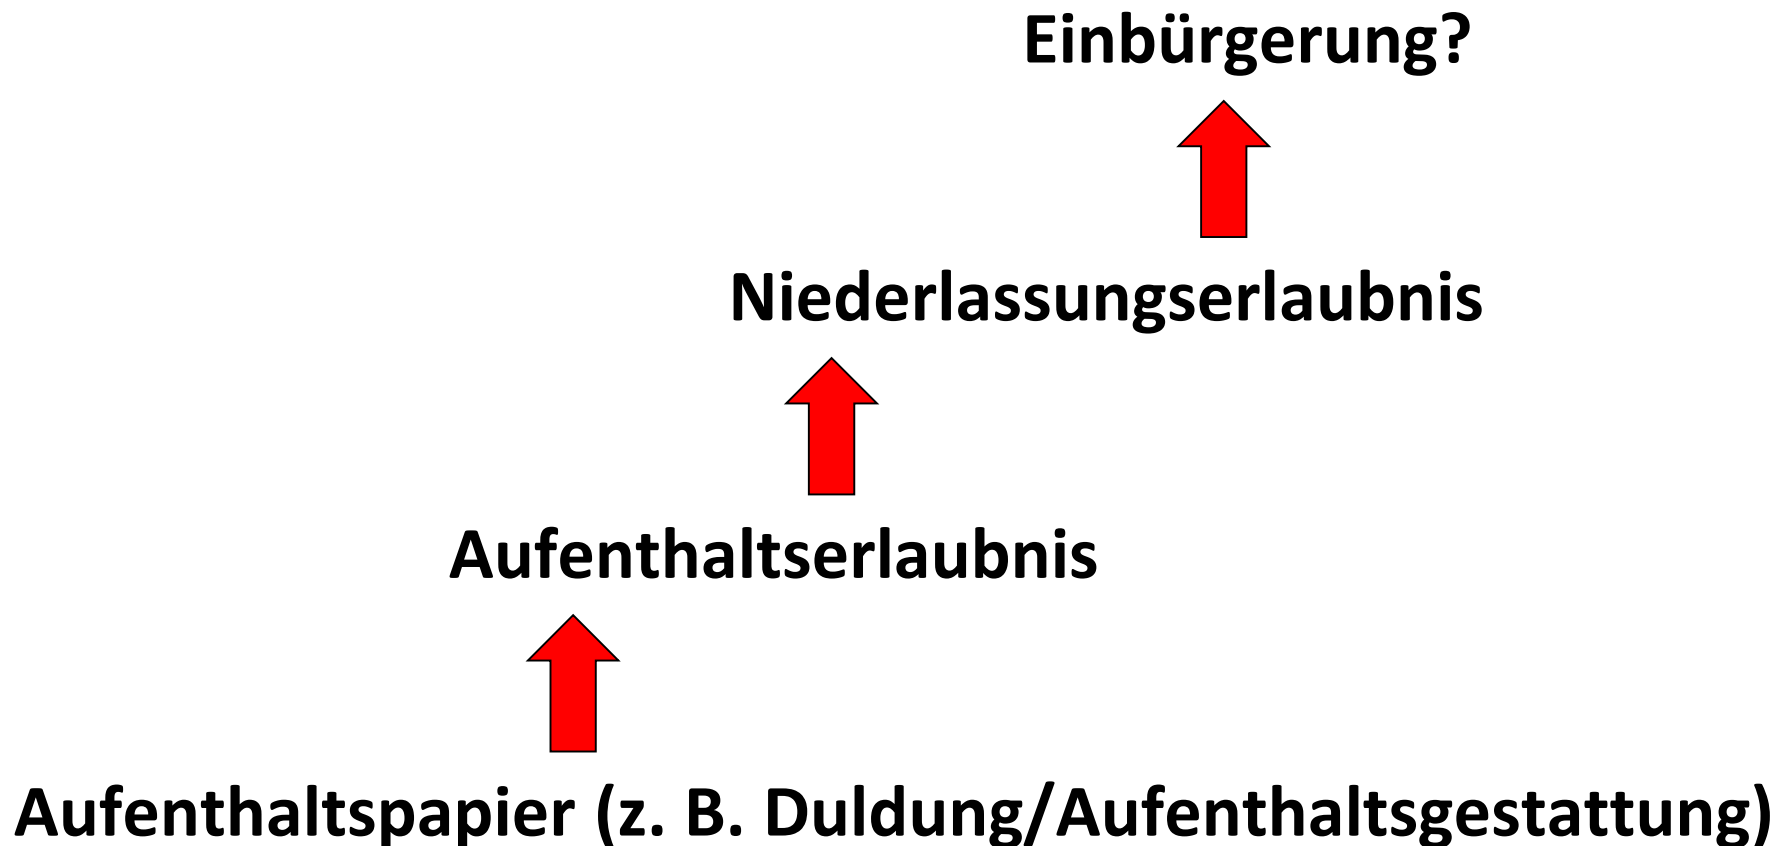 Einbürgerung?
Niederlassungserlaubnis
Aufenthaltserlaubnis
Aufenthaltspapier (z. B. Duldung/Aufenthaltsgestattung)